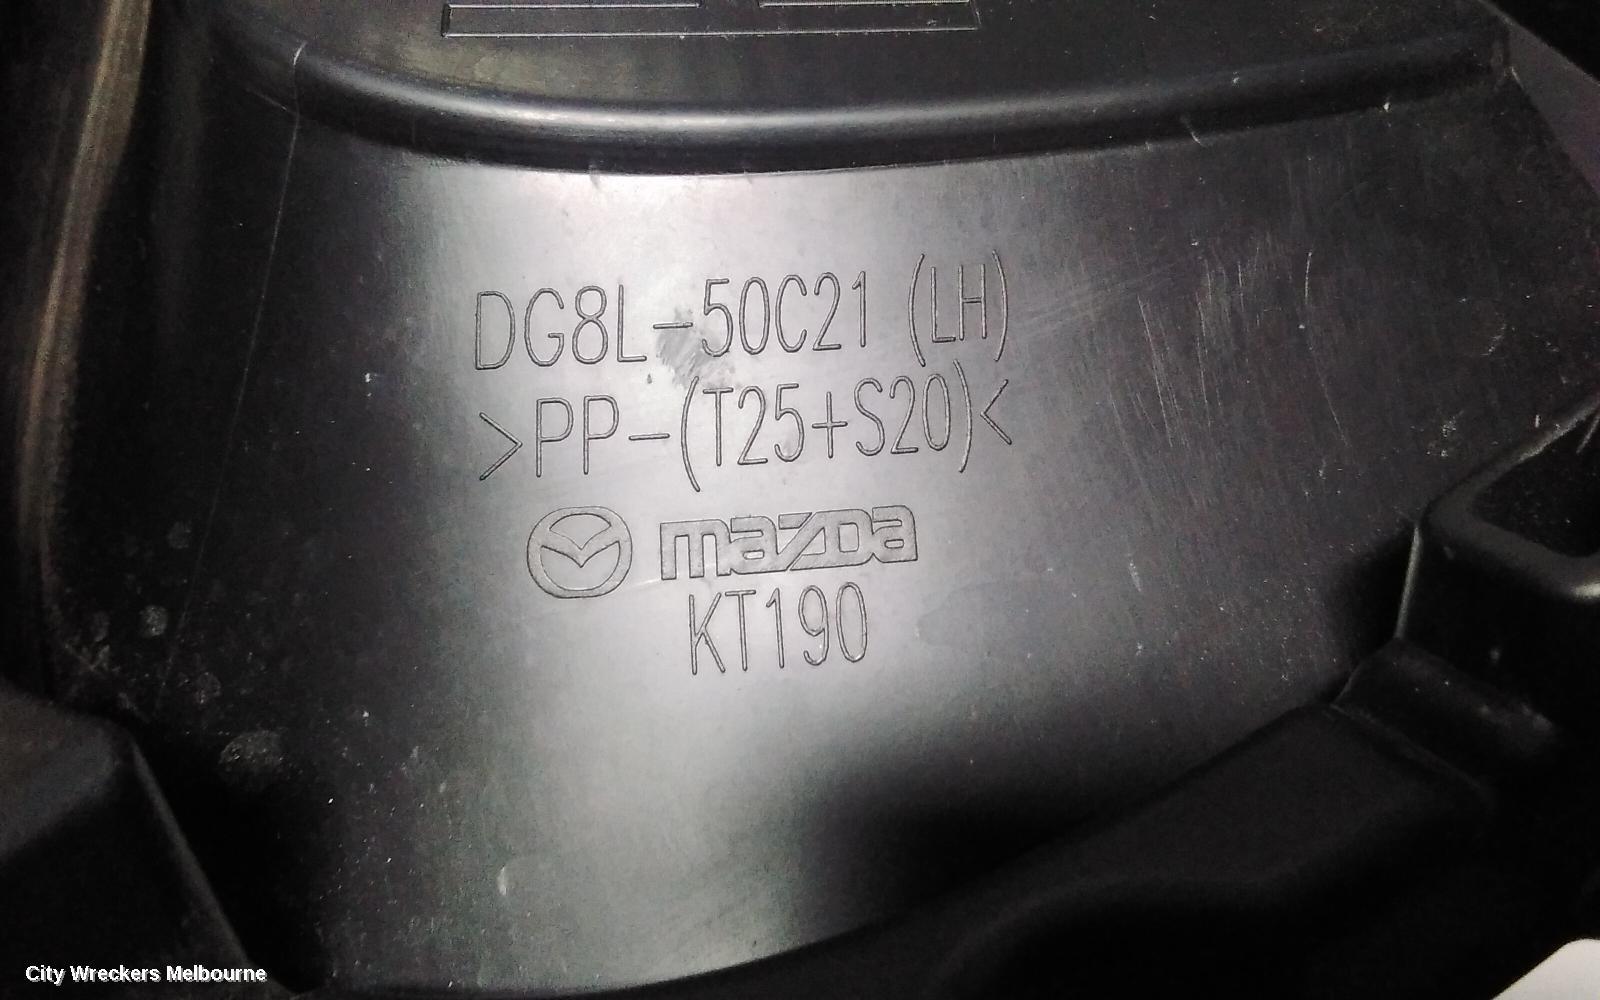 DG8L-50C21 (LH)
>PP-(T25+S20)<
mazda
KT190
City Wreckers Melbourne